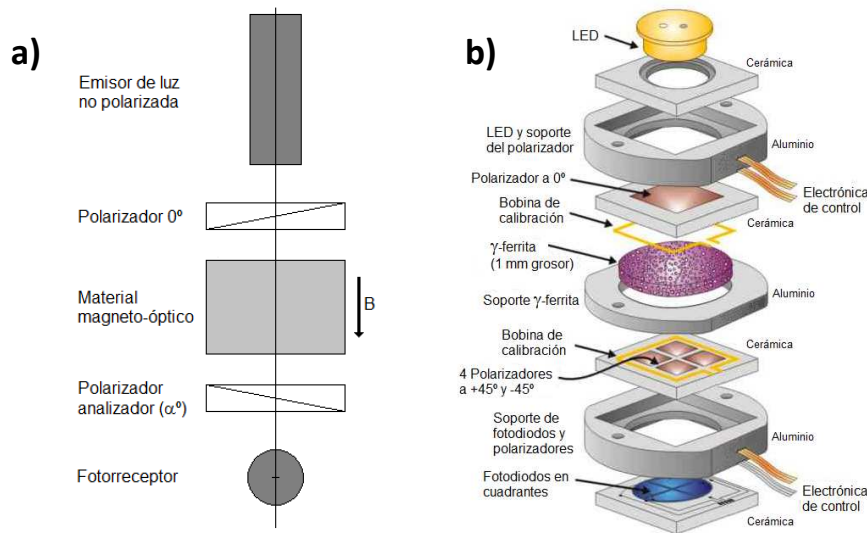 a)
Emisor de luz
no polarizada
Polarizador 0º
Material
magneto-óptico
B
Polarizador
analizador (αº)
Fotorreceptor
b)
LED
Cerámica
LED y soporte
del polarizador
Aluminio
Polarizador a 0º
Electrónica
de control
Bobina de
calibración
Cerámica
γ-ferrita
(1 mm grosor)
Soporte γ-ferrita
Aluminio
Bobina de
calibración
Cerámica
4 Polarizadores
a +45º y -45º
Soporte de
fotodiodos y
polarizadores
Aluminio
Fotodiodos en
cuadrantes
Electrónica
de control
Cerámica